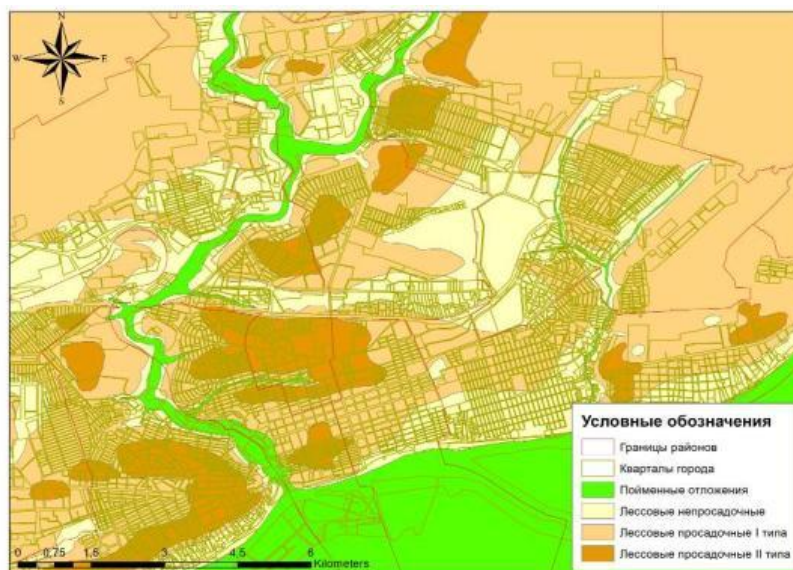 N
W E
S
Условные обозначения
Границы районов
Кварталы города
Пойменные отложения
Лессовые непросадочные
Лессовые просадочные I типа
Лессовые просадочные II типа
0 0,75 1,5 3 4,5 6
Kilometers